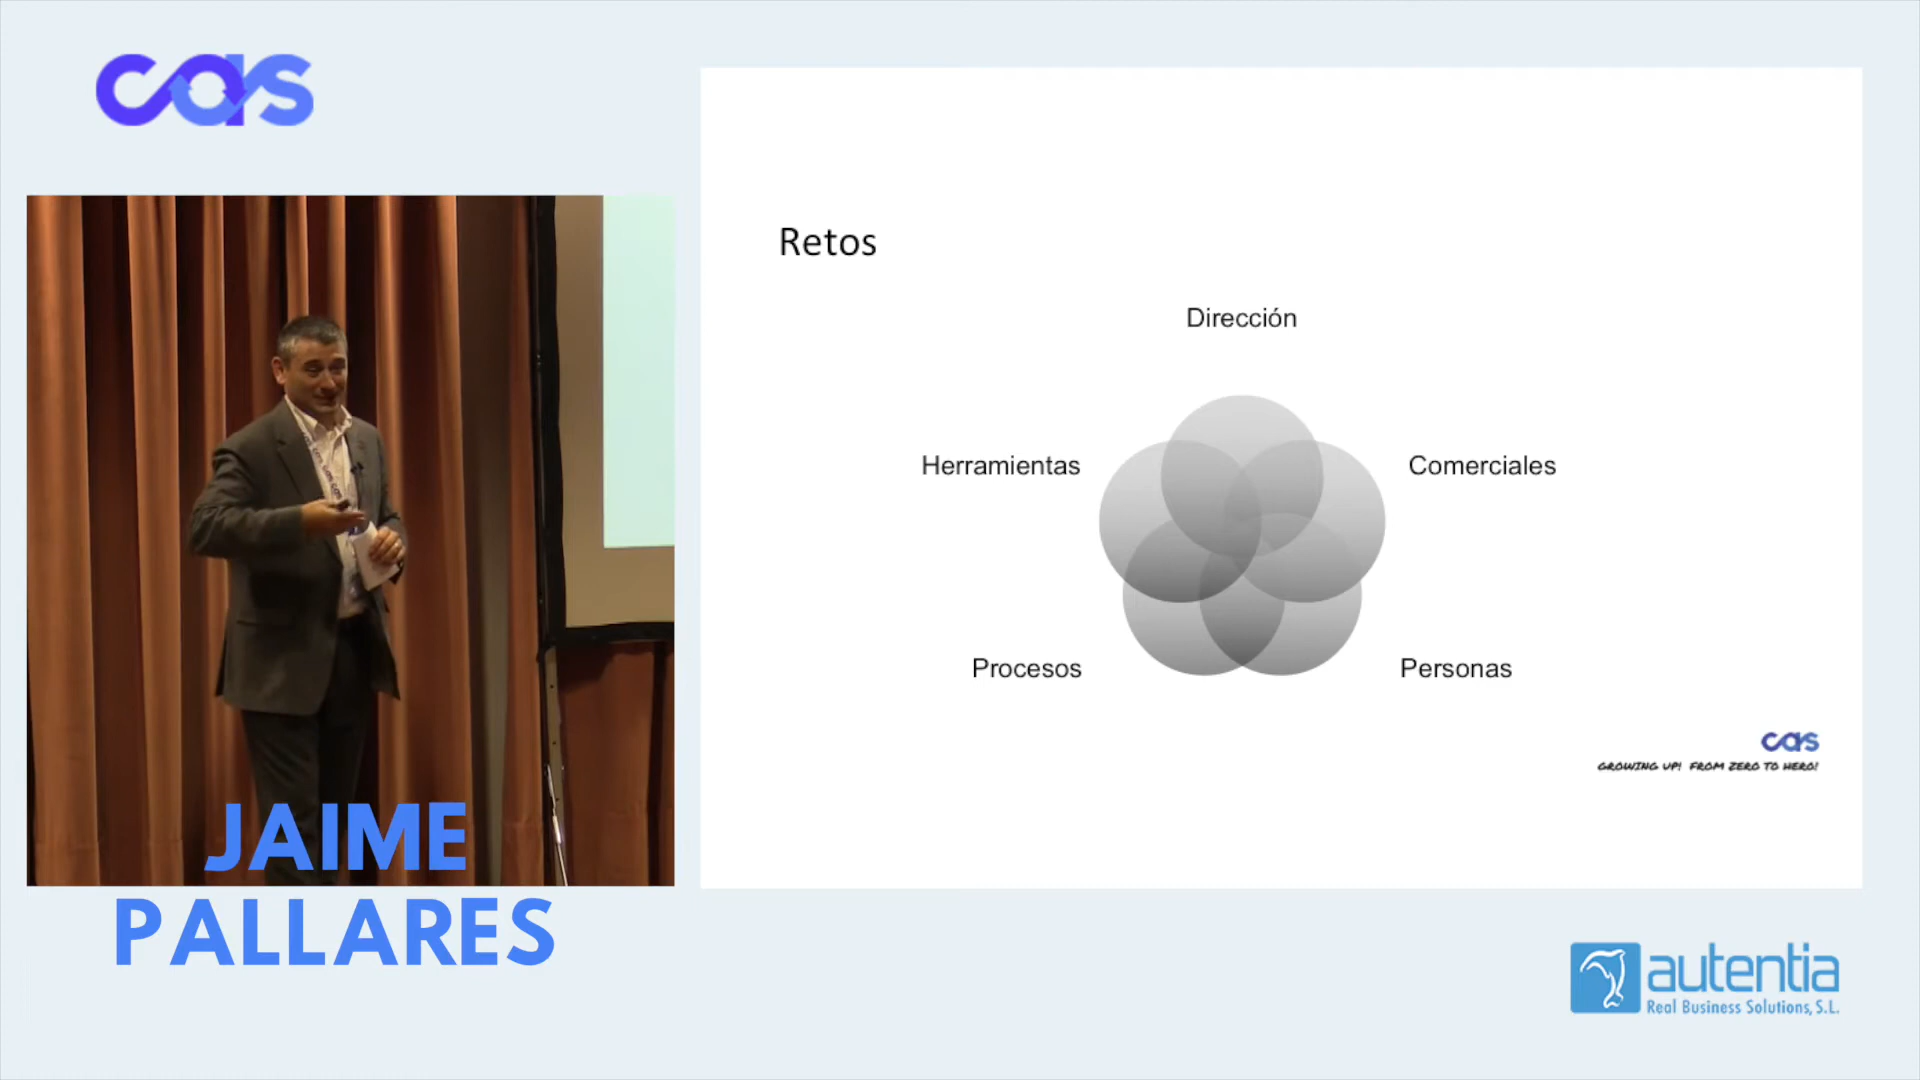 cas
JAIME
PALLARES
Retos
Dirección
Herramientas
Comerciales
Procesos
Personas
cas
GROWING UP! FROM ZERO TO HERO!
autentia
Real Business Solutions, S.L.